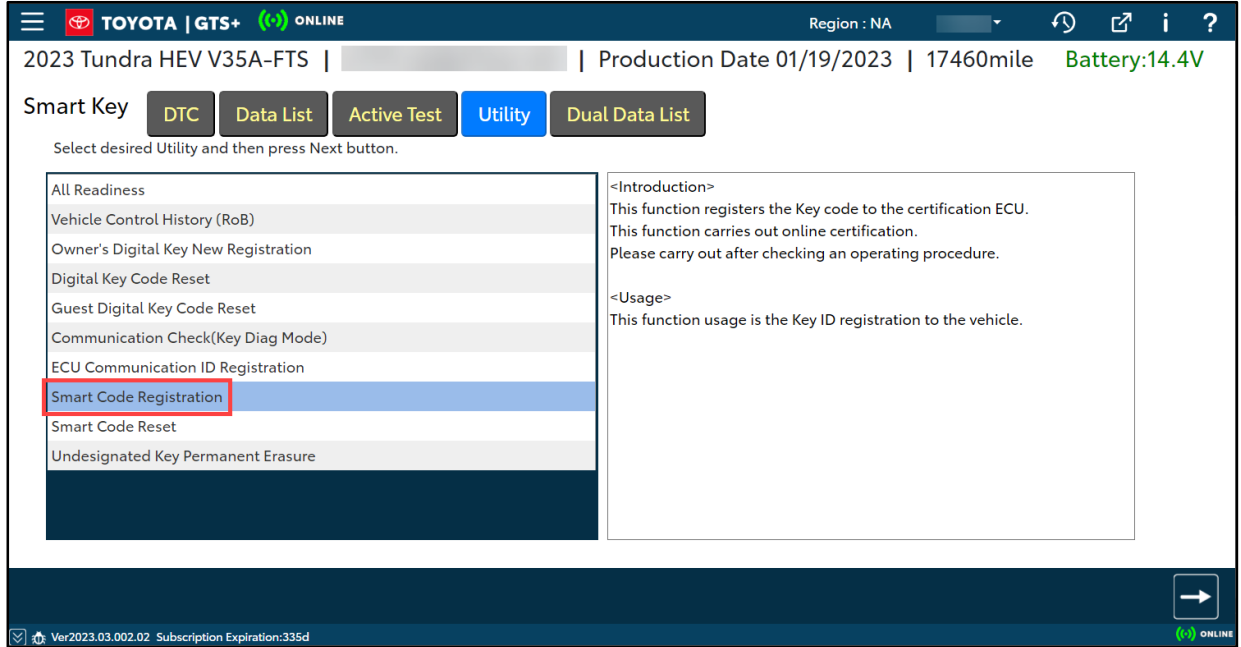 TOYOTA | GTS+ ONLINE Region : NA i ?
2023 Tundra HEV V35A-FTS | | Production Date 01/19/2023 | 17460mile Battery:14.4V
Smart Key DTC Data List Active Test Utility Dual Data List
Select desired Utility and then press Next button.
All Readiness
Vehicle Control History (RoB)
Owner's Digital Key New Registration
Digital Key Code Reset
Guest Digital Key Code Reset
Communication Check(Key Diag Mode)
ECU Communication ID Registration
Smart Code Registration
Smart Code Reset
Undesignated Key Permanent Erasure
<Introduction>
This function registers the Key code to the certification ECU.
This function carries out online certification.
Please carry out after checking an operating procedure.
<Usage>
This function usage is the Key ID registration to the vehicle.
Ver2023.03.002.02 Subscription Expiration:335d ONLINE